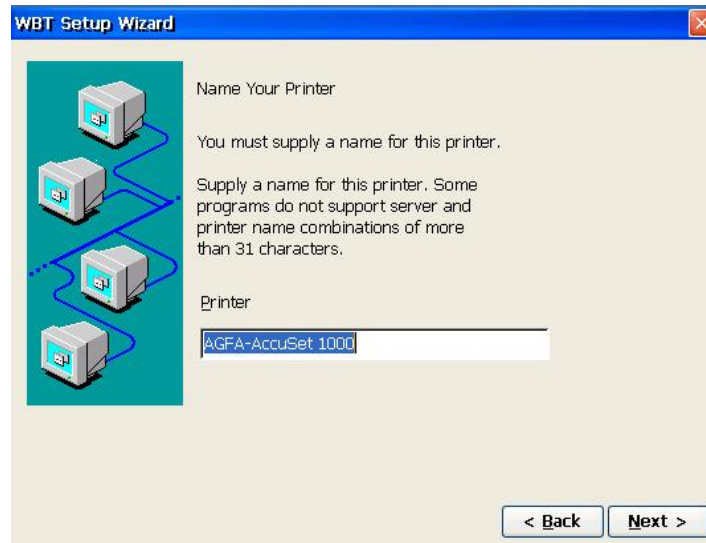 WBT Setup Wizard
Name Your Printer
You must supply a name for this printer.
Supply a name for this printer. Some
programs do not support server and
printer name combinations of more
than 31 characters.
Printer
AGFA-AccuSet 1000
< Back
Next >